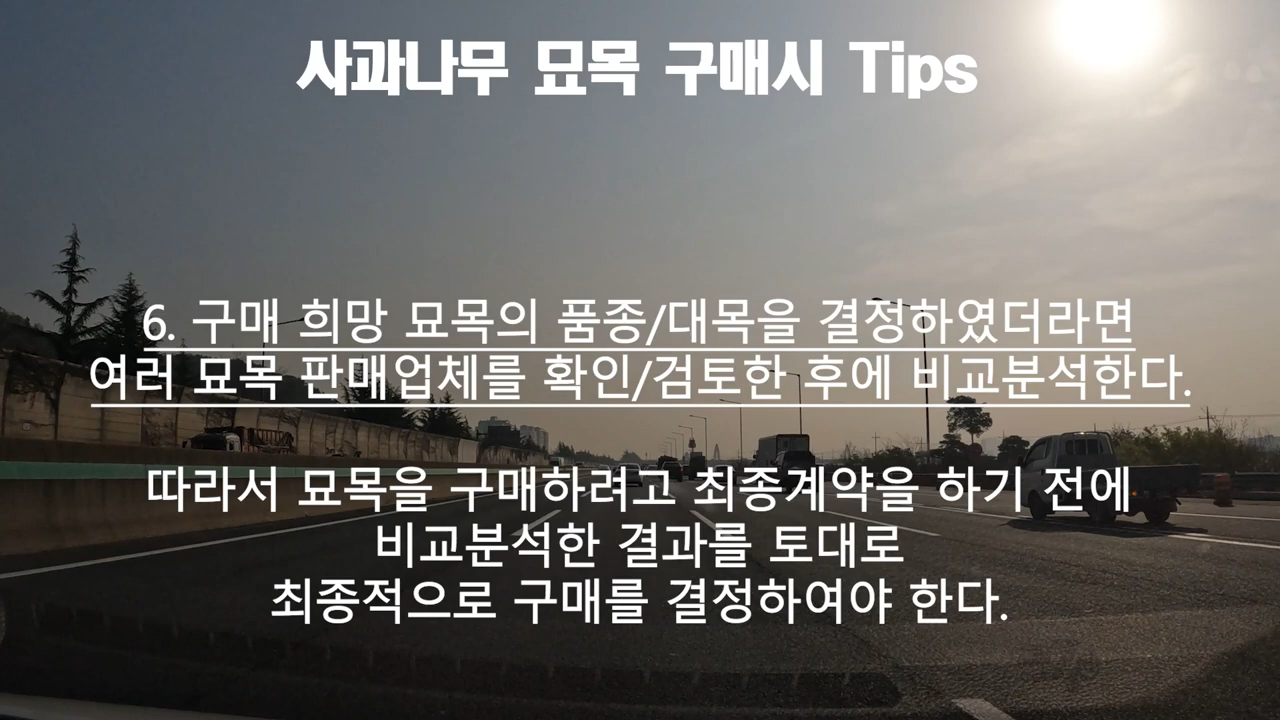 사과나무 묘목 구매시 Tips
6. 구매 희망 묘목의 품종/대목을 결정하였더라면
여러 묘목 판매업체를 확인/검토한 후에 비교분석한다.
따라서 묘목을 구매하려고 최종계약을 하기 전에
비교분석한 결과를 토대로
최종적으로 구매를 결정하여야 한다.